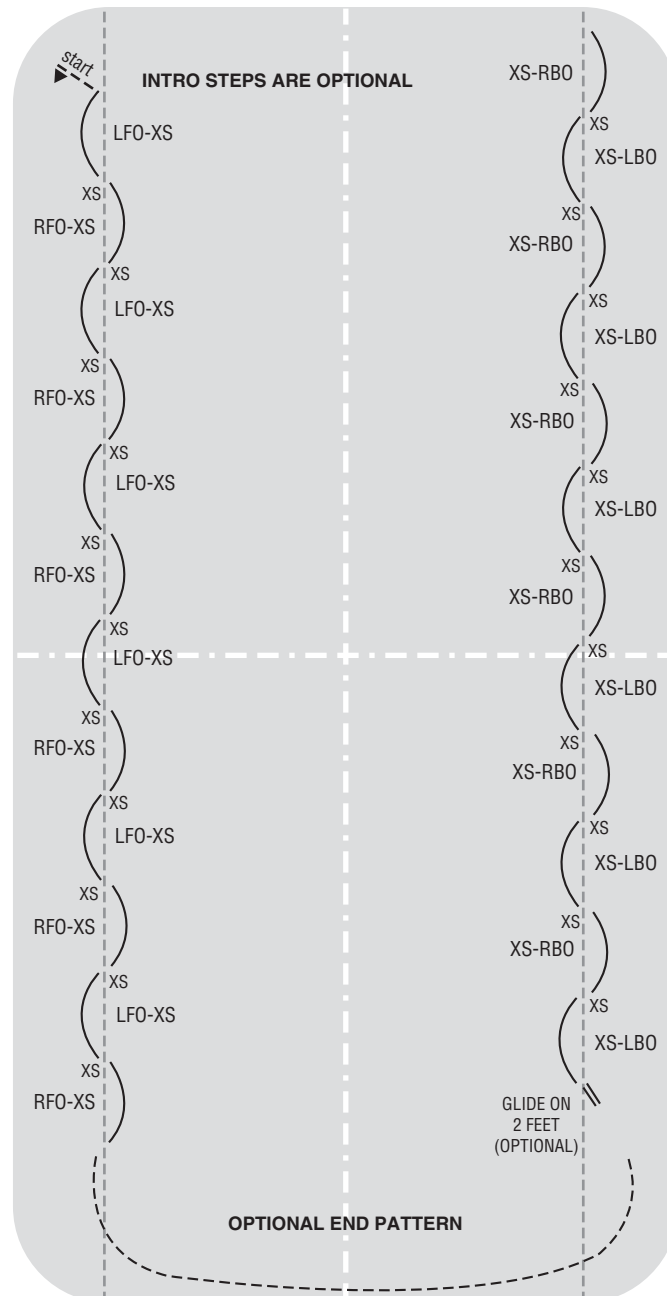 start
INTRO STEPS ARE OPTIONAL
LFO-XS
XS
RFO-XS
XS
LFO-XS
XS
RFO-XS
XS
LFO-XS
XS
RFO-XS
XS
LFO-XS
XS
RFO-XS
XS
LFO-XS
XS
RFO-XS
XS
LFO-XS
XS
RFO-XS
XS-RBO
XS
XS-LBO
XS
XS-RBO
XS
XS-LBO
XS
XS-RBO
XS
XS-LBO
XS
XS-RBO
XS
XS-LBO
XS
XS-RBO
XS
XS-LBO
XS
XS-RBO
XS
XS-LBO
GLIDE ON
2 FEET
(OPTIONAL)
OPTIONAL END PATTERN